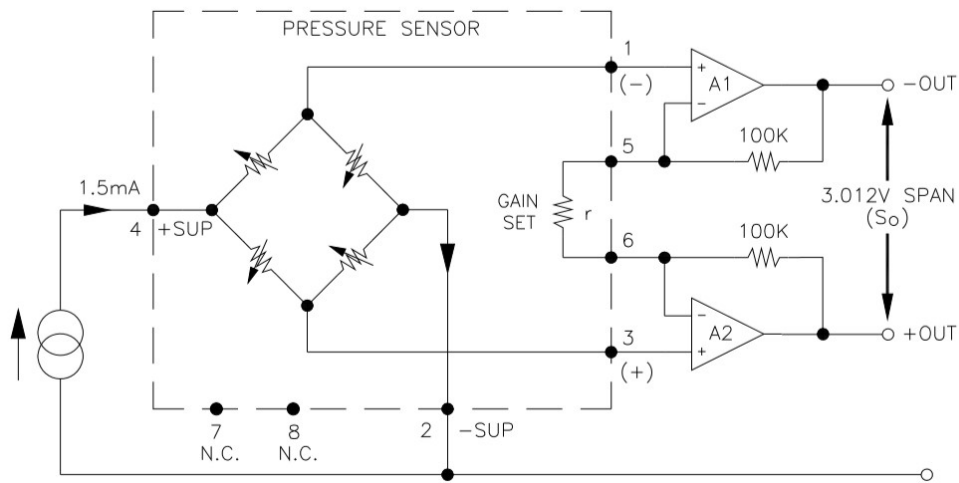 PRESSURE SENSOR
1
(-)
+
A1
-
-OUT
5
100K
1.5mA
GAIN
SET
r
3.012V SPAN
(So)
4
+SUP
6
100K
-
A2
+
+OUT
3
(+)
7
N.C.
8
N.C.
2
-SUP